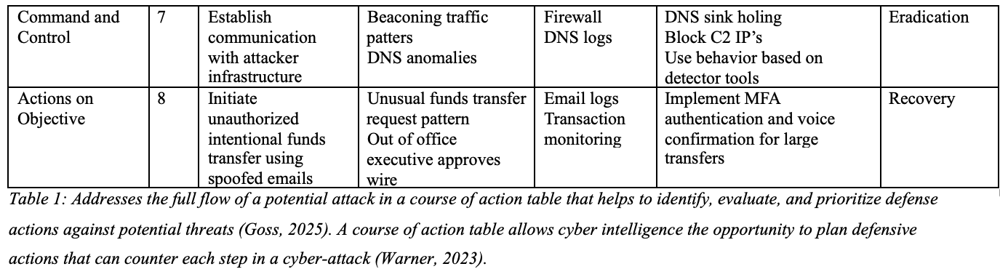 Command and
Control
7
Establish
communication
with attacker
infrastructure
Beaconing traffic
patters
DNS anomalies
Firewall
DNS logs
DNS sink holing
Block C2 IP’s
Use behavior based on
detector tools
Eradication
Actions on
Objective
8
Initiate
unauthorized
intentional funds
transfer using
spoofed emails
Unusual funds transfer
request pattern
Out of office
executive approves
wire
Email logs
Transaction
monitoring
Implement MFA
authentication and voice
confirmation for large
transfers
Recovery
Table 1: Addresses the full flow of a potential attack in a course of action table that helps to identify, evaluate, and prioritize defense
actions against potential threats (Goss, 2025). A course of action table allows cyber intelligence the opportunity to plan defensive
actions that can counter each step in a cyber-attack (Warner, 2023).